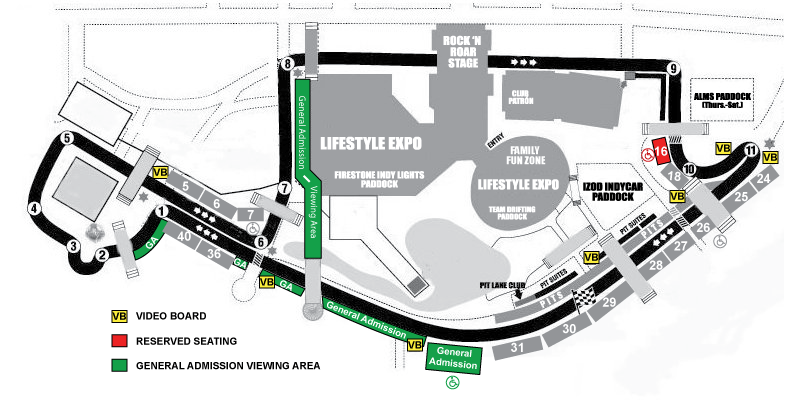 ROCK 'N
ROAR
STAGE
8
9
ALMS PADDOCK
(Thurs.-Sat.)
CLUB
PATRÓN
General Admission
Viewing Area
LIFESTYLE EXPO
FIRESTONE INDY LIGHTS
PADDOCK
ENTRY
FAMILY
FUN ZONE
LIFESTYLE EXPO
TEAM DRIFTING
PADDOCK
IZOD INDYCAR
PADDOCK
16
10
11
VB
VB
18
24
VB
25
26
27
28
29
30
31
5
VB
5
6
7
7
4
3
2
1
GA
40
36
6
GA
VB
GA
General Admission
VB
General
Admission
PIT LANE CLUB
PIT SUITES
PITS
VB
PIT SUITES
PITS
VB VIDEO BOARD
RESERVED SEATING
GENERAL ADMISSION VIEWING AREA